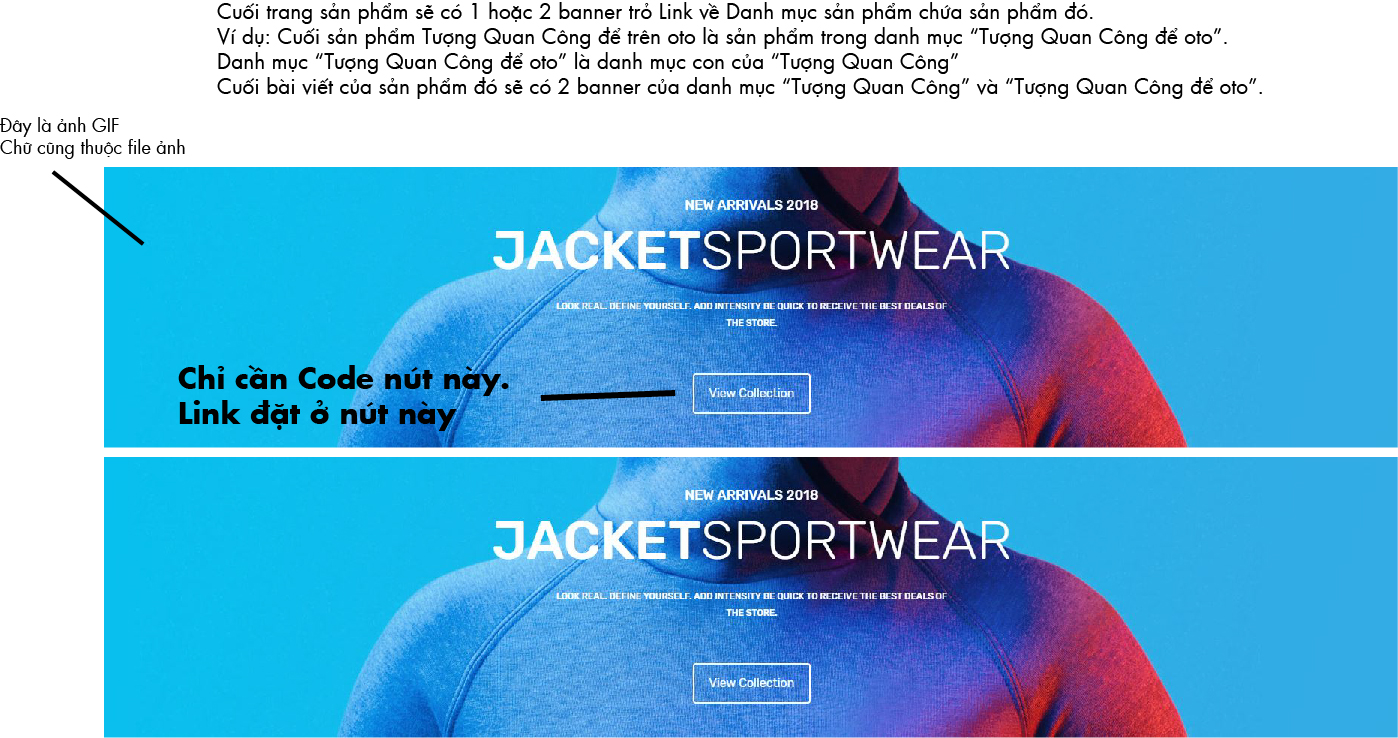 Cuối trang sản phẩm sẽ có 1 hoặc 2 banner trỏ Link về Danh mục sản phẩm chứa sản phẩm đó.
Ví dụ: Cuối sản phẩm Tượng Quan Công để trên oto là sản phẩm trong danh mục “Tượng Quan Công để oto”.
Danh mục “Tượng Quan Công để oto” là danh mục con của “Tượng Quan Công”
Cuối bài viết của sản phẩm đó sẽ có 2 banner của danh mục “Tượng Quan Công” và “Tượng Quan Công để oto”.
Đây là ảnh GIF
Chữ cũng thuộc file ảnh
NEW ARRIVALS 2018
JACKETSPORTWEAR
LOOK REAL. DEFINE YOURSELF. ADD INTENSITY BE QUICK TO RECEIVE THE BEST DEALS OF
THE STORE.
Chỉ cần Code nút này.
Link đặt ở nút này
View Collection
NEW ARRIVALS 2018
JACKETSPORTWEAR
LOOK REAL. DEFINE YOURSELF. ADD INTENSITY BE QUICK TO RECEIVE THE BEST DEALS OF
THE STORE.
View Collection